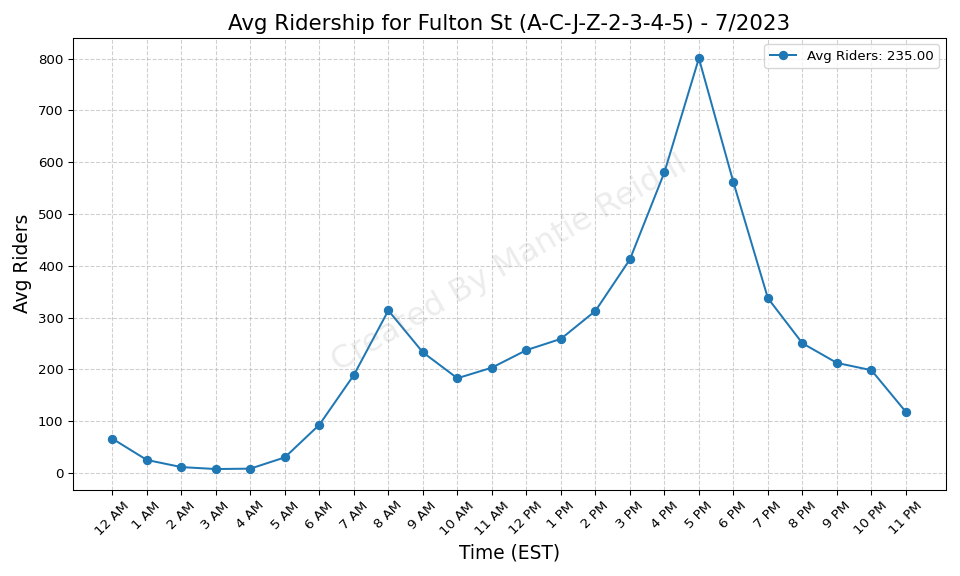 Avg Ridership for Fulton St (A-C-J-Z-2-3-4-5) - 7/2023
Avg Riders: 235.00
800
700
600
500
400
300
200
100
0
Avg Riders
Created By Mantle Reidal
12 AM
1 AM
2 AM
3 AM
4 AM
5 AM
6 AM
7 AM
8 AM
9 AM
10 AM
11 AM
12 PM
1 PM
2 PM
3 PM
4 PM
5 PM
6 PM
7 PM
8 PM
9 PM
10 PM
11 PM
Time (EST)